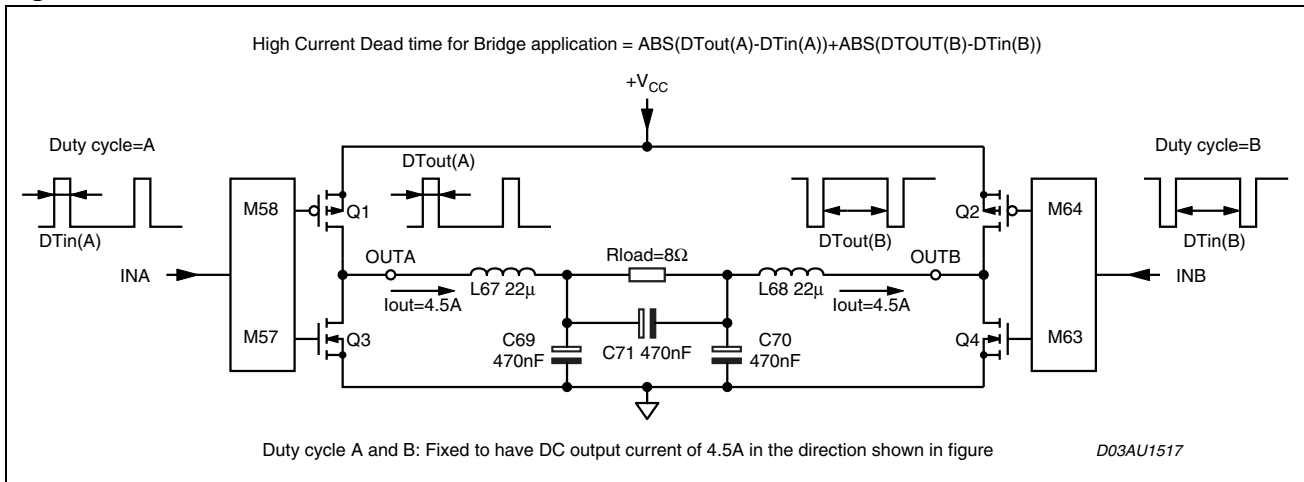 High Current Dead time for Bridge application = ABS(DTout(A)-DTin(A))+ABS(DTOUT(B)-DTin(B))
+VCC
Duty cycle=A
DTout(A)
Duty cycle=B
M58
Q1
Q2
M64
DTin(A)
DTout(B)
DTin(B)
INA
OUTA
Rload=8Ω
OUTB
INB
L67 22µ
L68 22µ
Iout=4.5A
Iout=4.5A
M57
Q3
C69
470nF
C71 470nF
C70
470nF
Q4
M63
Duty cycle A and B: Fixed to have DC output current of 4.5A in the direction shown in figure
D03AU1517